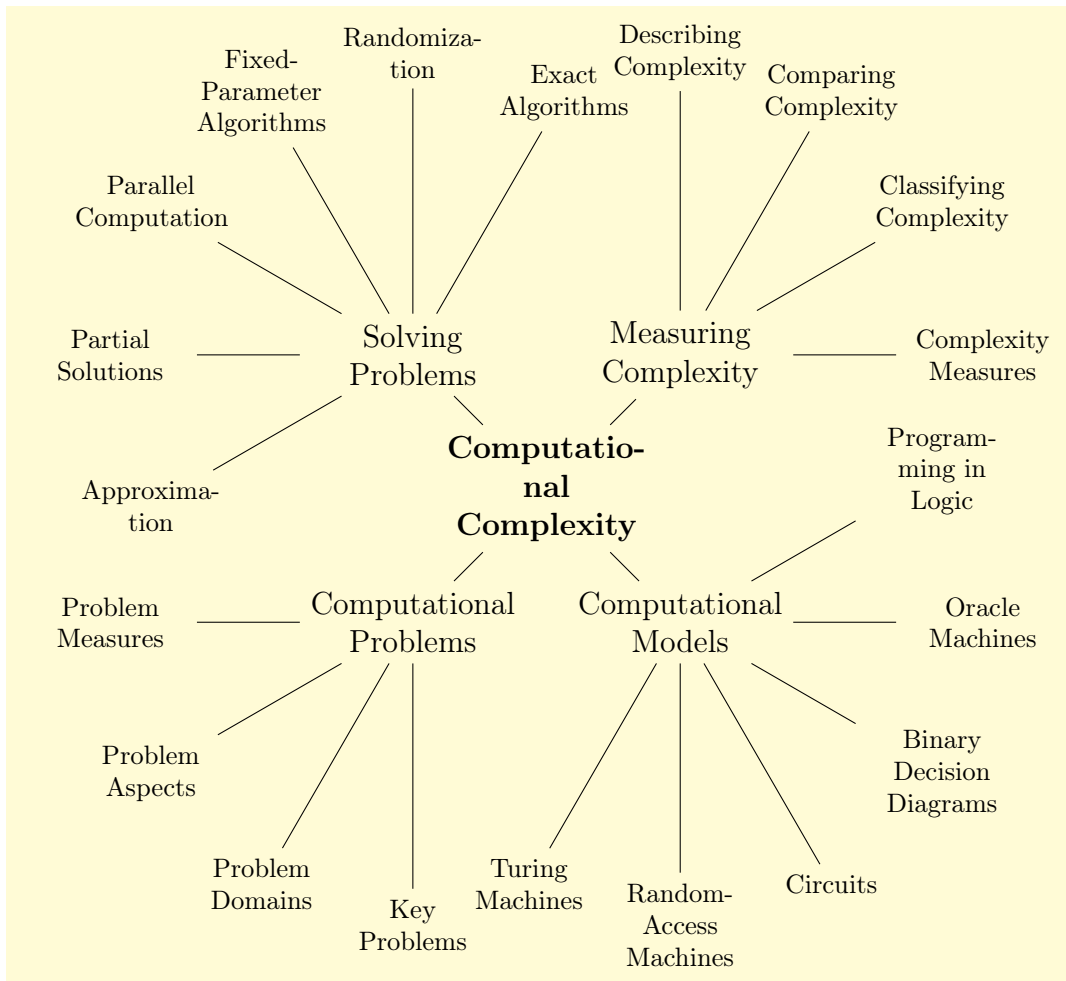 Randomiza-
tion
Describing
Complexity
Fixed-
Parameter
Algorithms
Exact
Algorithms
Comparing
Complexity
Parallel
Computation
Classifying
Complexity
Solving
Problems
Measuring
Complexity
Partial
Solutions
Complexity
Measures
Computatio-
nal
Complexity
Program-
ming in
Logic
Approxima-
tion
Computational
Problems
Computational
Models
Problem
Measures
Oracle
Machines
Problem
Aspects
Binary
Decision
Diagrams
Problem
Domains
Key
Problems
Turing
Machines
Random-
Access
Machines
Circuits